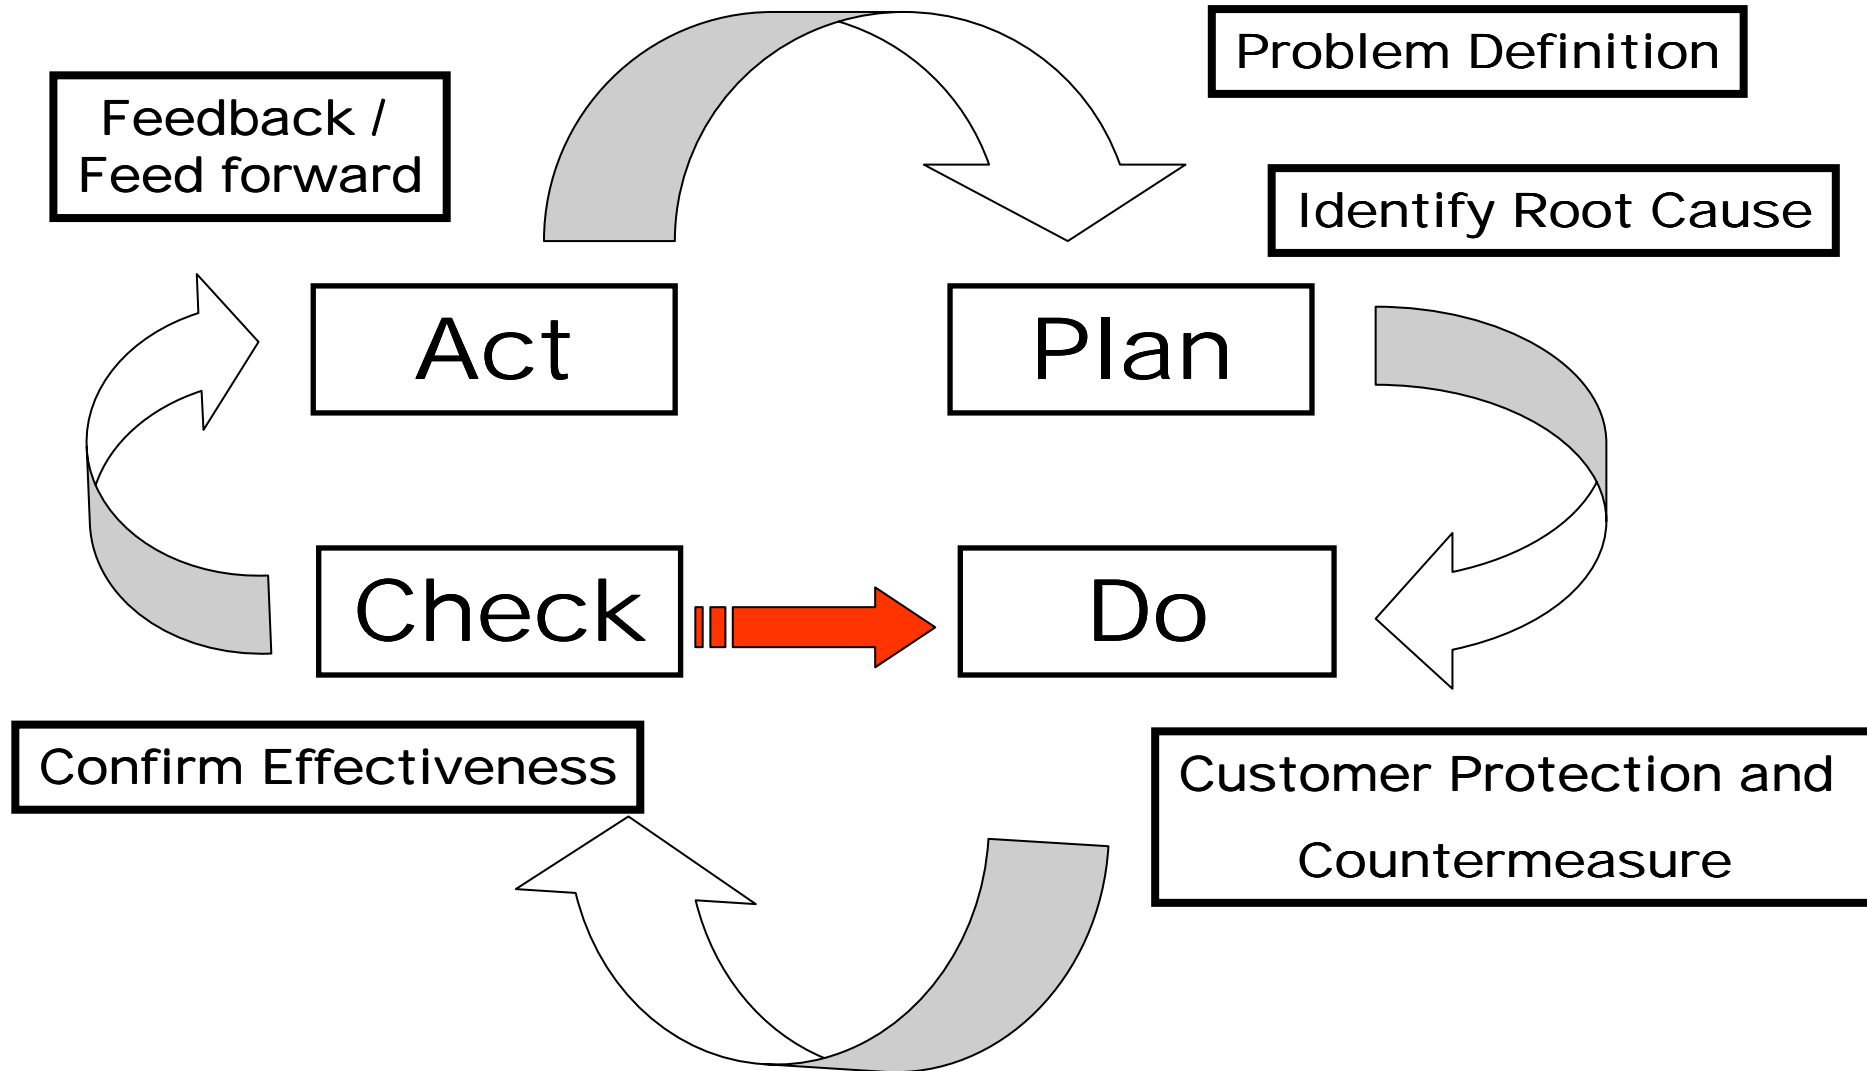 Problem Definition
Feedback /
Feed forward
Identify Root Cause
Act
Plan
Check
Do
Confirm Effectiveness
Customer Protection and
Countermeasure